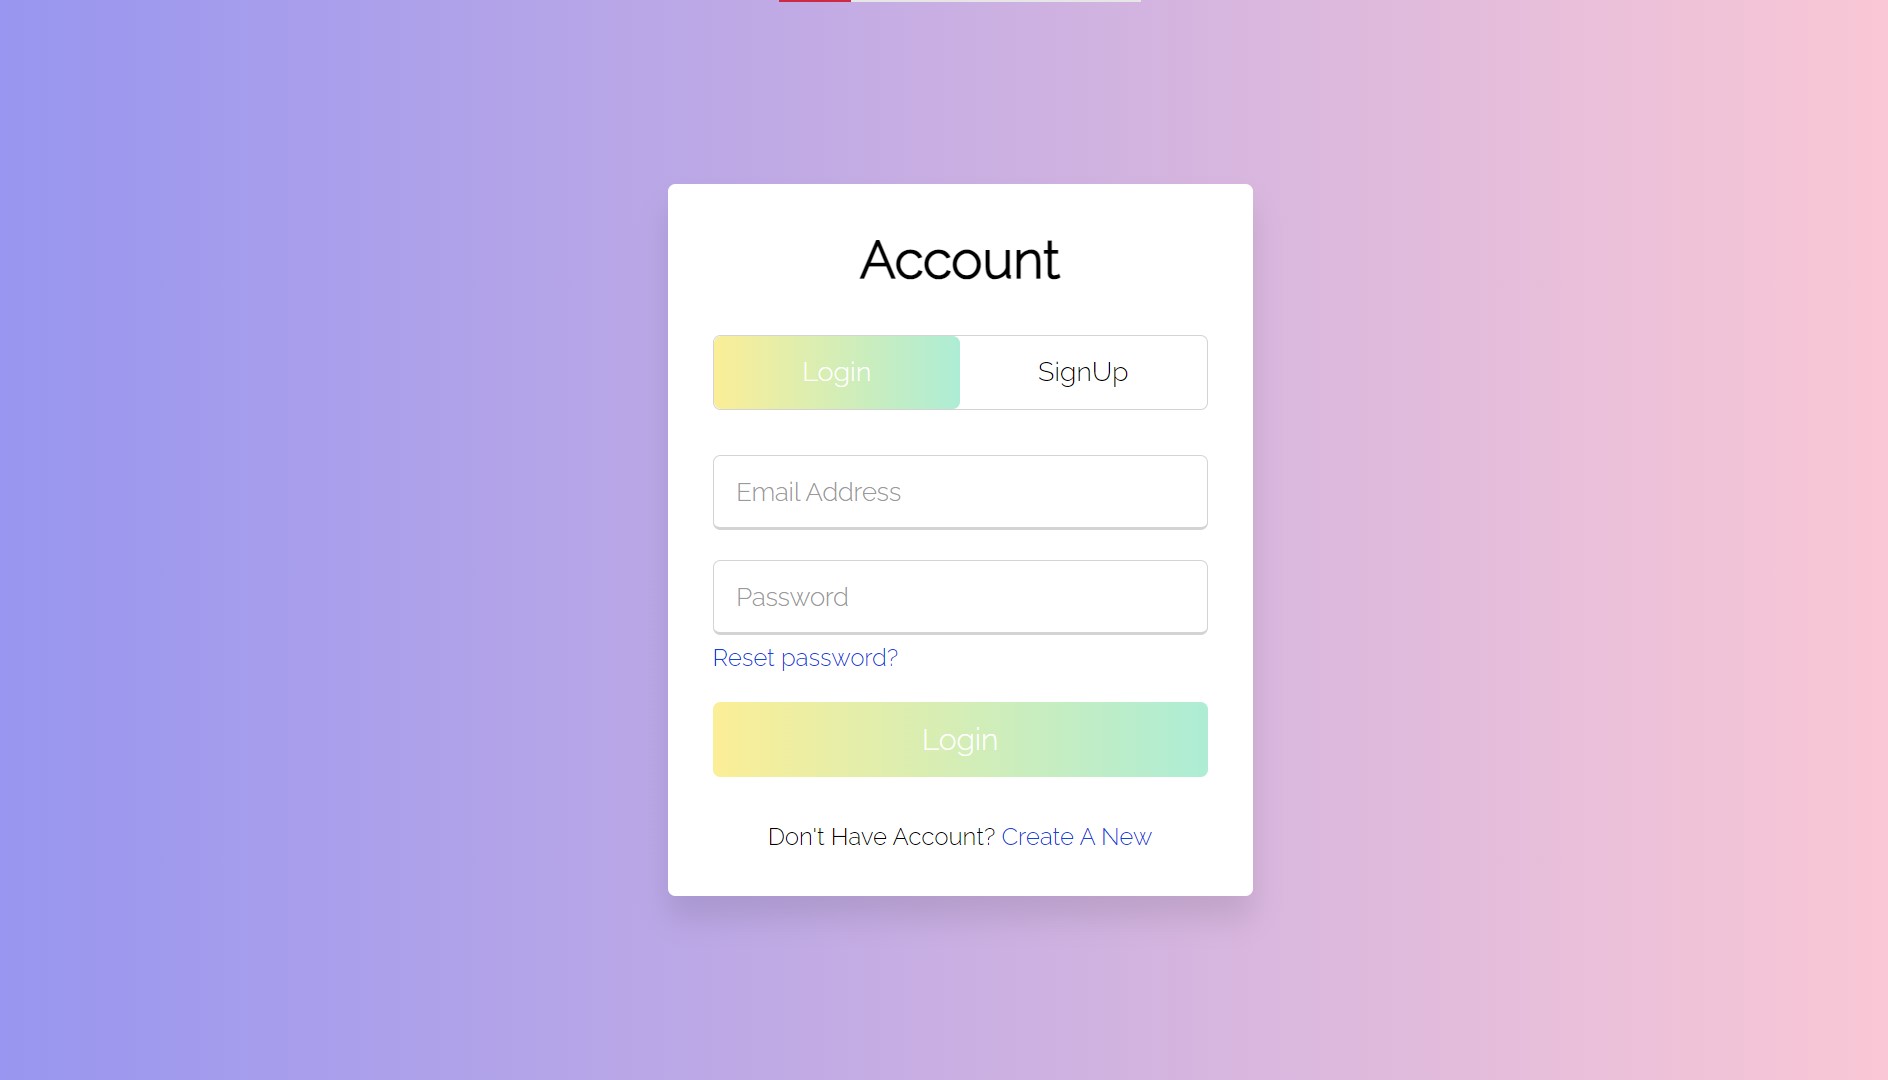 Account
Login SignUp
Email Address
Password
Reset password?
Login
Don't Have Account? Create A New